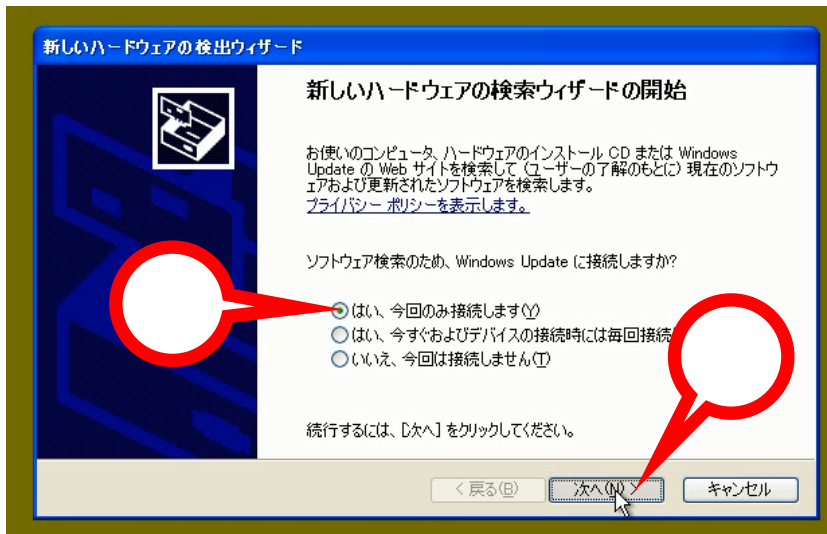 新しいハードウェアの検出ウィザード
新しいハードウェアの検索ウィザードの開始
お使いのコンピュータ、ハードウェアのインストール CD または Windows
Update の Web サイトを検索して (ユーザーの了解のもとに) 現在のソフトウ
ェアおよび更新されたソフトウェアを検索します。
プライバシー ポリシーを表示します。
ソフトウェア検索のため、Windows Update に接続しますか?
はい、今回のみ接続します(Y)
はい、今すぐおよびデバイスの接続時には毎回接続
いいえ、今回は接続しません(T)
続行するには、[次へ] をクリックしてください。
< 戻る(B) 次へ(N) > キャンセル